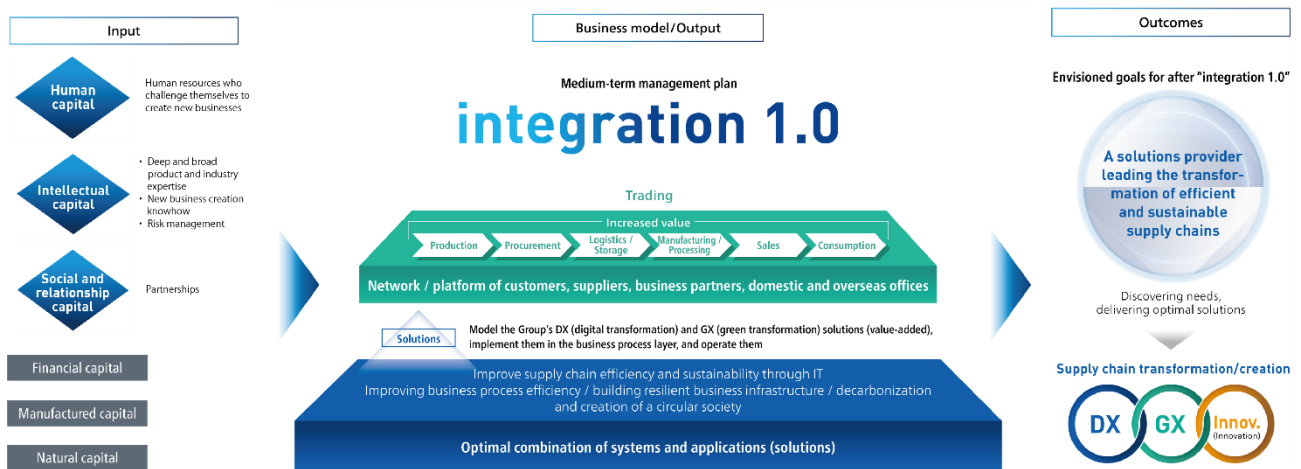 Input
Human
capital
Human resources who
challenge themselves to
create new businesses
Intellectual
capital
• Deep and broad
product and industry
expertise
• New business creation
knowhow
• Risk management
Social and
relationship
capital
Partnerships
Financial capital
Manufactured capital
Natural capital
Business model/Output
Medium-term management plan
integration 1.0
Trading
Increased value
Production
Procurement
Logistics /
Storage
Manufacturing /
Processing
Sales
Consumption
Network / platform of customers, suppliers, business partners, domestic and overseas offices
Solutions
Model the Group's DX (digital transformation) and GX (green transformation) solutions (value-added),
implement them in the business process layer, and operate them
Improve supply chain efficiency and sustainability through IT
Improving business process efficiency / building resilient business infrastructure / decarbonization
and creation of a circular society
Optimal combination of systems and applications (solutions)
Outcomes
Envisioned goals for after "integration 1.0"
A solutions provider
leading the transfor-
mation of efficient
and sustainable
supply chains
Discovering needs,
delivering optimal solutions
Supply chain transformation/creation
DX
GX
Innov.
(Innovation)